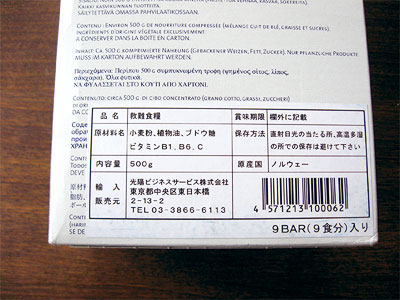 KAIKKI KASVIKUNNAN TUOTTEITA.
SÄILYTETTÄVÄ OMASSA PAHVILAATIKOSSAAN.
CONTENU: ENVIRON 500 G DE NOURRITURE COMPRESSÉE (MÉLANGE CUIT DE BLÉ, GRAISSE ET SUCRES)
INGRÉDIENTS D'ORIGINE VÉGÉTALE EXCLUSIVEMENT
A CONSERVER DANS LA BOITE EN CARTON.
INHALT: CA. 500 G KOMPRIMIERTE NAHRUNG (GEBACKENER WEIZEN, FETT, ZUCKER). NUR PFLANZLICHE PRODUKTE.
MUSS IM KARTON AUFBEWAHRT WERDEN.
Περιεχόμενα: Περίπου 500 g συμπυκνωμένη τροφή (ψημένος σίτος, λίπος,
σάκχαρα). Όλα φυτικά.
ΝΑ ΦΥΛΑΣΣΕΤΑΙ ΣΤΟ ΚΟΥΤΙ ΑΠΟ ΧΑΡΤΟΝΙ.
CONTENUTO: CIRCA 500 G DI CIBO CONCENTRATO (GRANO COTTO, GRASSI, ZUCCHERI)
品名 救難食糧 賞味期限 欄外に記載
原材料名 小麦粉、植物油、ブドウ糖 ビタミンB1、B6、C
保存方法 直射日光の当たる所、高温多湿の所での保存は避けて下さい
内容量 500g 原産国 ノルウェー
輸入販売元 光陽ビジネスサービス株式会社
東京都中央区東日本橋
2-13-2
TEL 03-3866-6113
4 571213 100062
9BAR(9食分)入り